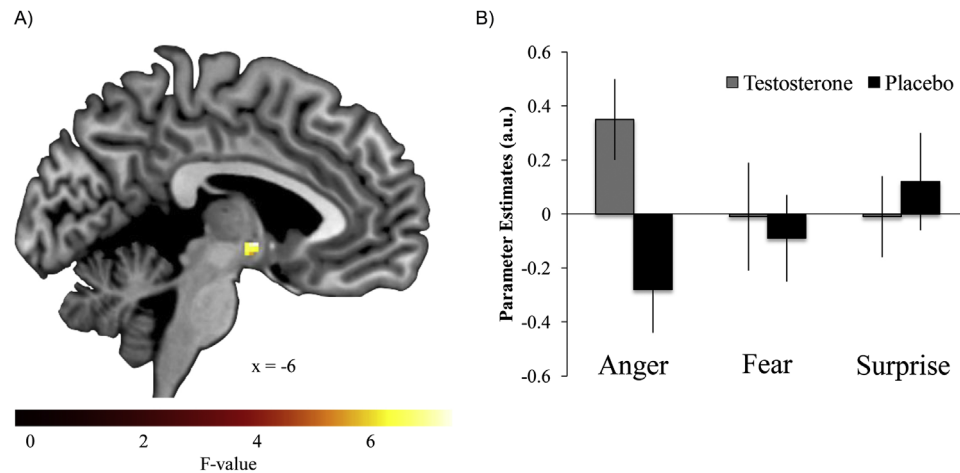 A)
x = -6
0 2 4 6
F-value
B)
Parameter Estimates (a.u.)
0.6
0.4
0.2
0
-0.2
-0.4
-0.6
Testosterone Placebo
Anger Fear Surprise